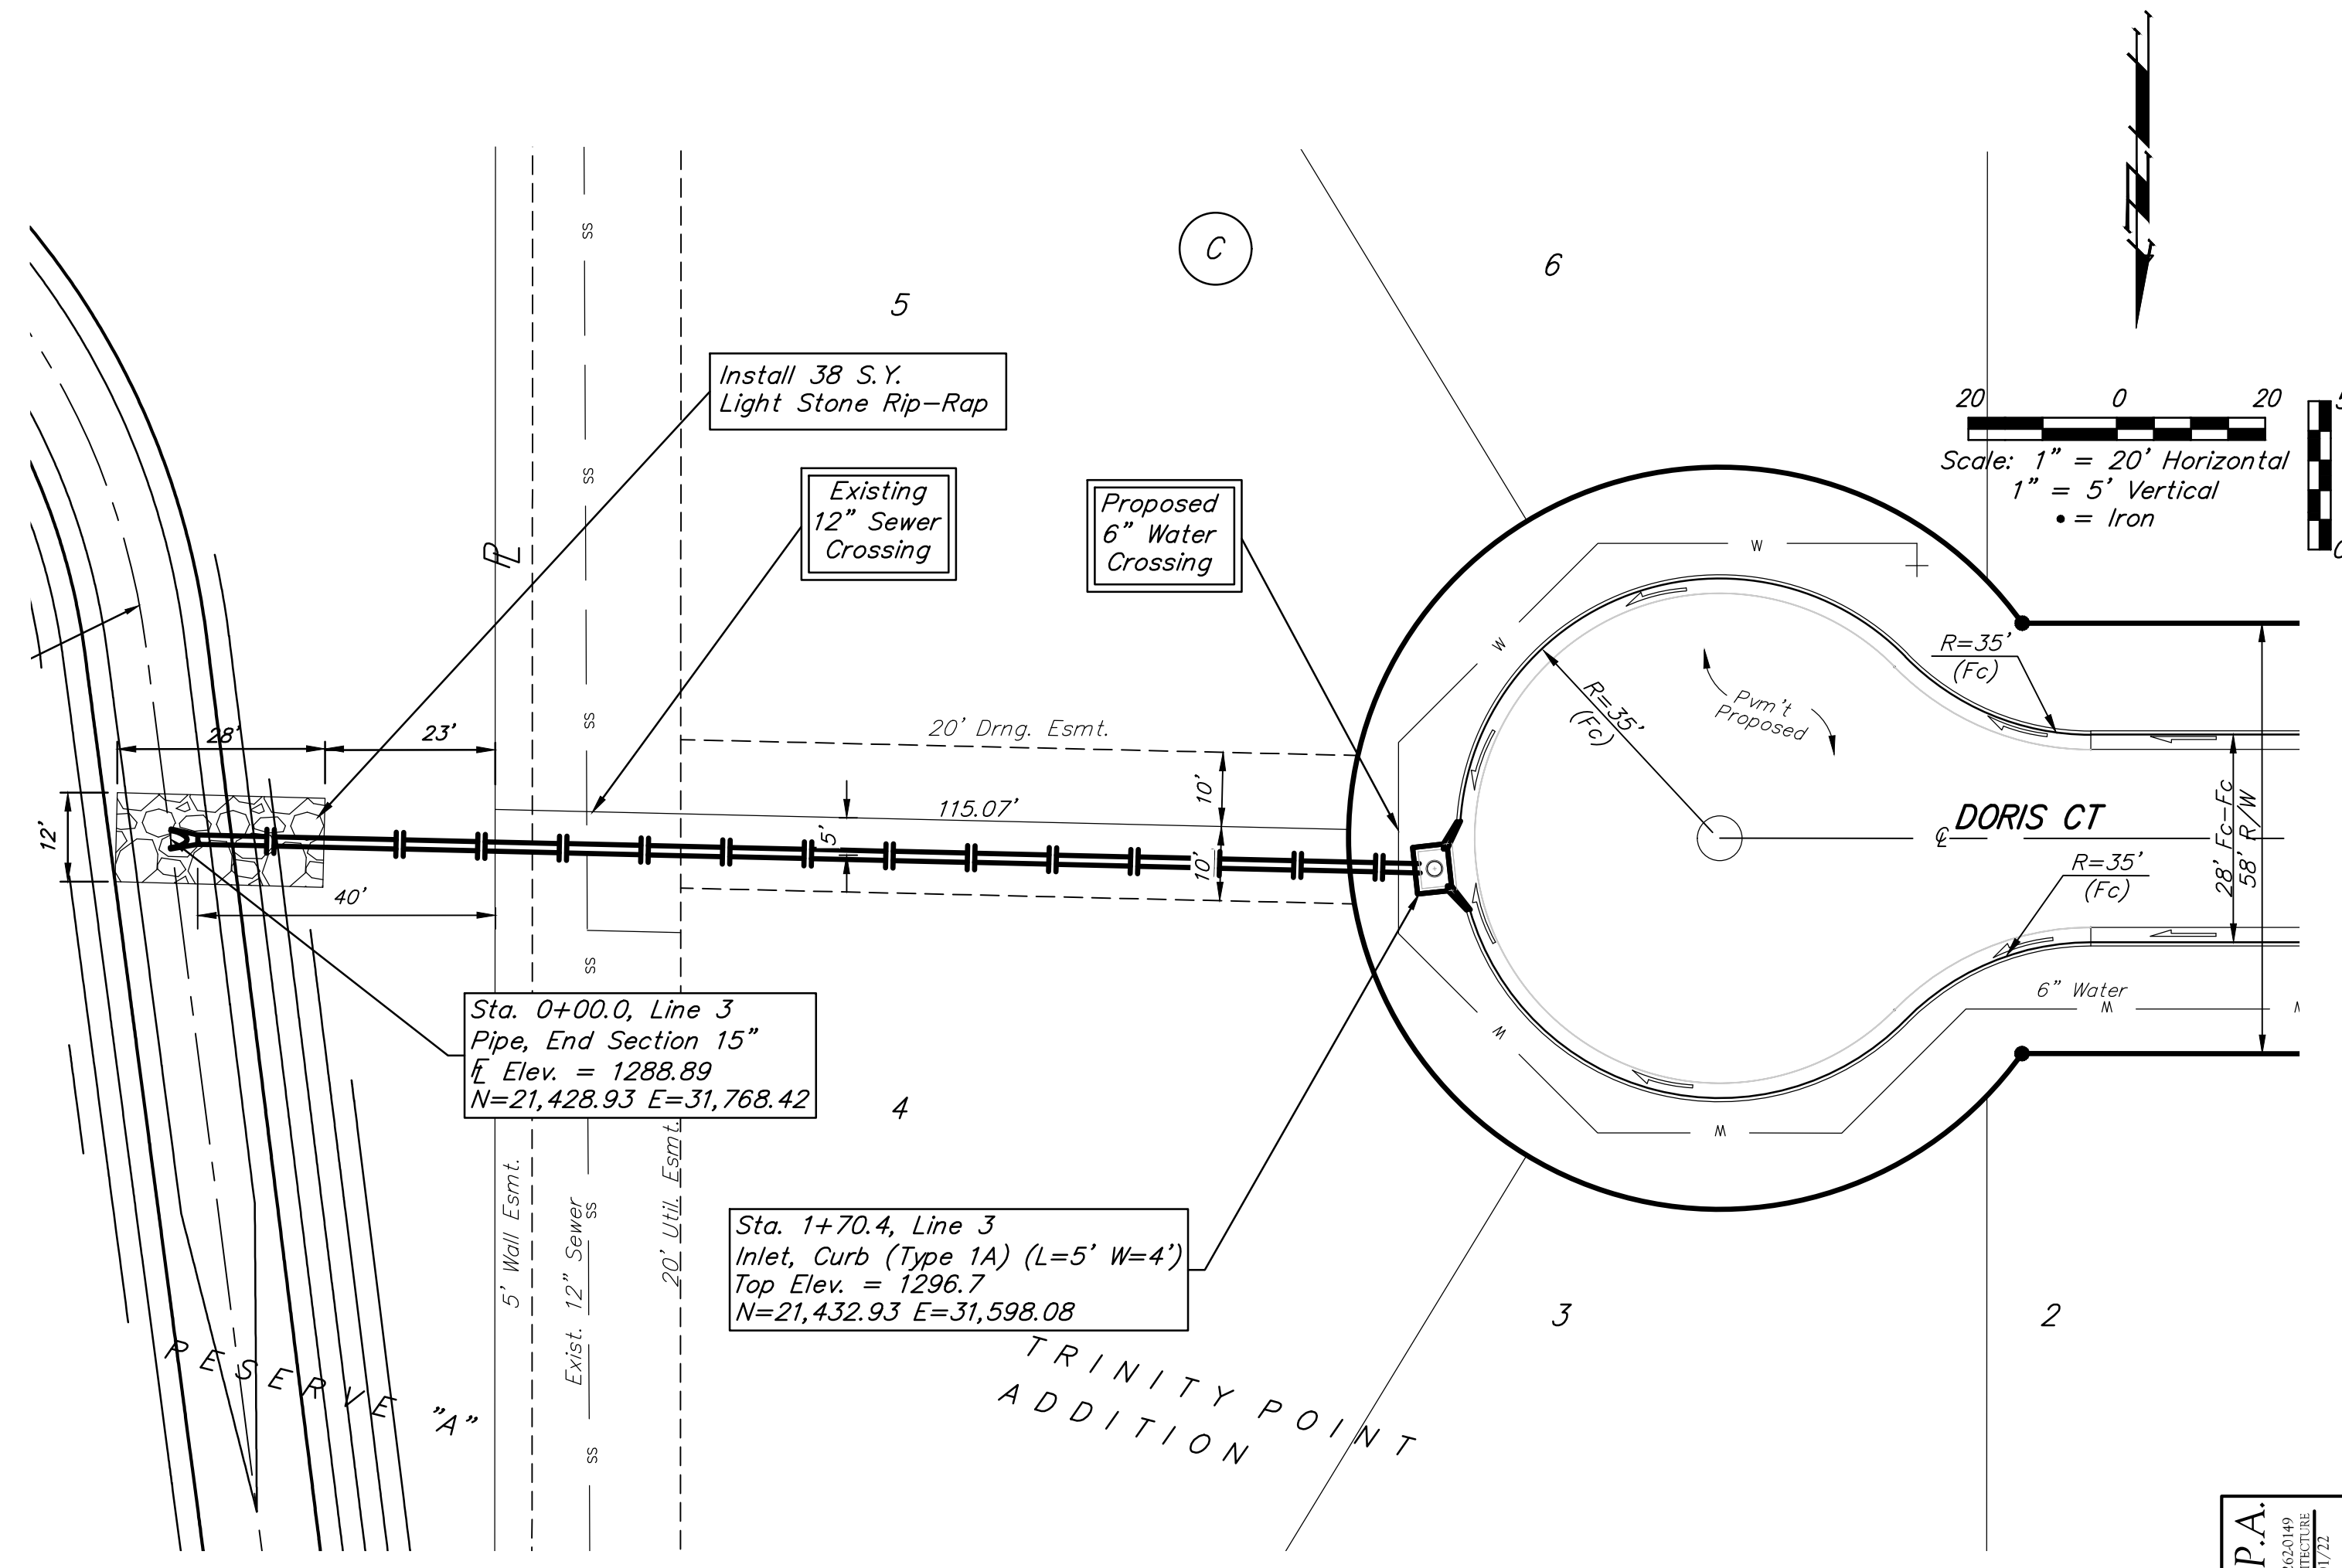 C
6
5
Install 38 S.Y.
Light Stone Rip-Rap
20 0 20
Scale: 1" = 20' Horizontal
1" = 5' Vertical
• = Iron
Existing
12" Sewer
Crossing
Proposed
6" Water
Crossing
SS
SS
SS
SS
SS
SS
PL
W
W
W
W
W
R=35'
(Fc)
R=35'
(Fc)
Pvm't
Proposed
28'
23'
20' Drng. Esmt.
10'
115.07'
5'
10'
12'
40'
℄ DORIS CT
28' Fc-Fc
58' R/W
R=35'
(Fc)
6" Water
Sta. 0+00.0, Line 3
Pipe, End Section 15"
FL Elev. = 1288.89
N=21,428.93 E=31,768.42
4
5' Wall Esmt.
Exist. 12" Sewer
20' Util. Esmt.
Sta. 1+70.4, Line 3
Inlet, Curb (Type 1A) (L=5' W=4')
Top Elev. = 1296.7
N=21,432.93 E=31,598.08
3
2
RESERVE "A"
TRINITY POINT
ADDITION
P.A.
262-0149